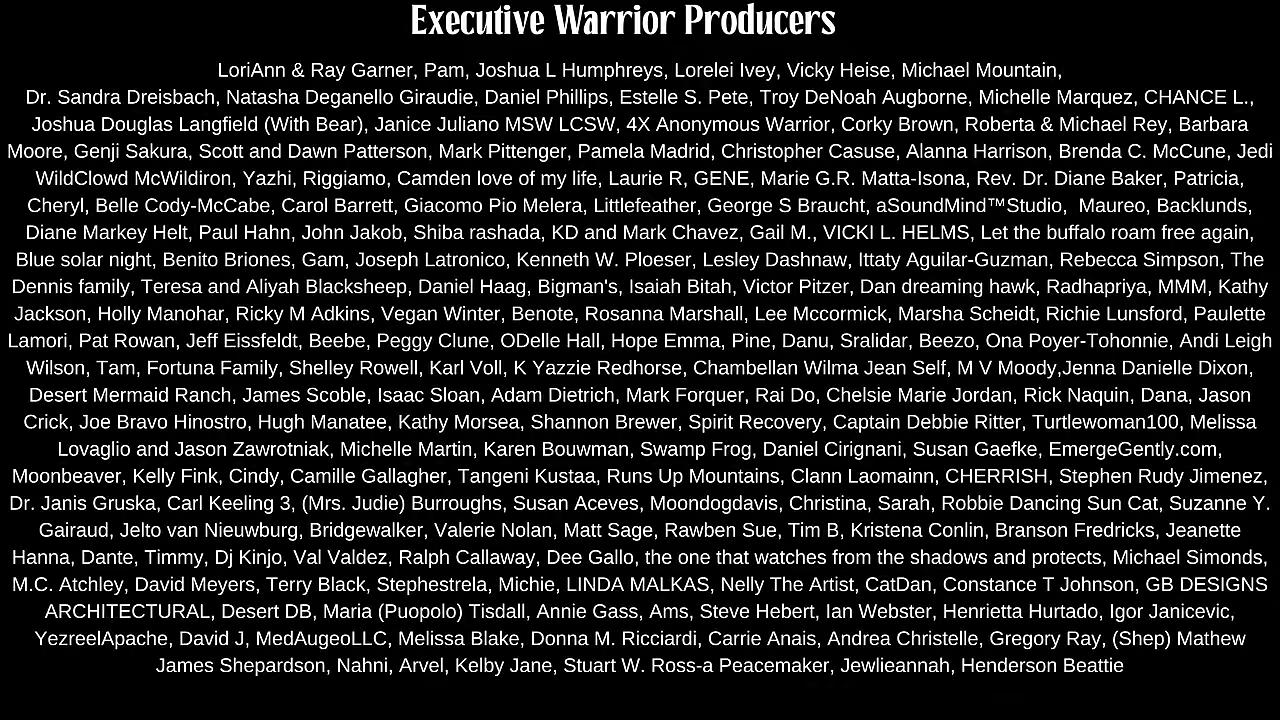 Executive Warrior Producers
LoriAnn & Ray Garner, Pam, Joshua L Humphreys, Lorelei Ivey, Vicky Heise, Michael Mountain,
Dr. Sandra Dreisbach, Natasha Deganello Giraudie, Daniel Phillips, Estelle S. Pete, Troy DeNoah Augborne, Michelle Marquez, CHANCE L.,
Joshua Douglas Langfield (With Bear), Janice Juliano MSW LCSW, 4X Anonymous Warrior, Corky Brown, Roberta & Michael Rey, Barbara
Moore, Genji Sakura, Scott and Dawn Patterson, Mark Pittenger, Pamela Madrid, Christopher Casuse, Alanna Harrison, Brenda C. McCune, Jedi
WildClowd McWildiron, Yazhi, Riggiamo, Camden love of my life, Laurie R, GENE, Marie G.R. Matta-Isona, Rev. Dr. Diane Baker, Patricia,
Cheryl, Belle Cody-McCabe, Carol Barrett, Giacomo Pio Melera, Littlefeather, George S Braucht, aSoundMind™Studio,  Maureo, Backlunds,
Diane Markey Helt, Paul Hahn, John Jakob, Shiba rashada, KD and Mark Chavez, Gail M., VICKI L. HELMS, Let the buffalo roam free again,
Blue solar night, Benito Briones, Gam, Joseph Latronico, Kenneth W. Ploeser, Lesley Dashnaw, Ittaty Aguilar-Guzman, Rebecca Simpson, The
Dennis family, Teresa and Aliyah Blacksheep, Daniel Haag, Bigman's, Isaiah Bitah, Victor Pitzer, Dan dreaming hawk, Radhapriya, MMM, Kathy
Jackson, Holly Manohar, Ricky M Adkins, Vegan Winter, Benote, Rosanna Marshall, Lee Mccormick, Marsha Scheidt, Richie Lunsford, Paulette
Lamori, Pat Rowan, Jeff Eissfeldt, Beebe, Peggy Clune, ODelle Hall, Hope Emma, Pine, Danu, Sralidar, Beezo, Ona Poyer-Tohonnie, Andi Leigh
Wilson, Tam, Fortuna Family, Shelley Rowell, Karl Voll, K Yazzie Redhorse, Chambellan Wilma Jean Self, M V Moody,Jenna Danielle Dixon,
Desert Mermaid Ranch, James Scoble, Isaac Sloan, Adam Dietrich, Mark Forquer, Rai Do, Chelsie Marie Jordan, Rick Naquin, Dana, Jason
Crick, Joe Bravo Hinostro, Hugh Manatee, Kathy Morsea, Shannon Brewer, Spirit Recovery, Captain Debbie Ritter, Turtlewoman100, Melissa
Lovaglio and Jason Zawrotniak, Michelle Martin, Karen Bouwman, Swamp Frog, Daniel Cirignani, Susan Gaefke, EmergeGently.com,
Moonbeaver, Kelly Fink, Cindy, Camille Gallagher, Tangeni Kustaa, Runs Up Mountains, Clann Laomainn, CHERRISH, Stephen Rudy Jimenez,
Dr. Janis Gruska, Carl Keeling 3, (Mrs. Judie) Burroughs, Susan Aceves, Moondogdavis, Christina, Sarah, Robbie Dancing Sun Cat, Suzanne Y.
Gairaud, Jelto van Nieuwburg, Bridgewalker, Valerie Nolan, Matt Sage, Rawben Sue, Tim B, Kristena Conlin, Branson Fredricks, Jeanette
Hanna, Dante, Timmy, Dj Kinjo, Val Valdez, Ralph Callaway, Dee Gallo, the one that watches from the shadows and protects, Michael Simonds,
M.C. Atchley, David Meyers, Terry Black, Stephestrela, Michie, LINDA MALKAS, Nelly The Artist, CatDan, Constance T Johnson, GB DESIGNS
ARCHITECTURAL, Desert DB, Maria (Puopolo) Tisdall, Annie Gass, Ams, Steve Hebert, Ian Webster, Henrietta Hurtado, Igor Janicevic,
YezreelApache, David J, MedAugeoLLC, Melissa Blake, Donna M. Ricciardi, Carrie Anais, Andrea Christelle, Gregory Ray, (Shep) Mathew
James Shepardson, Nahni, Arvel, Kelby Jane, Stuart W. Ross-a Peacemaker, Jewlieannah, Henderson Beattie